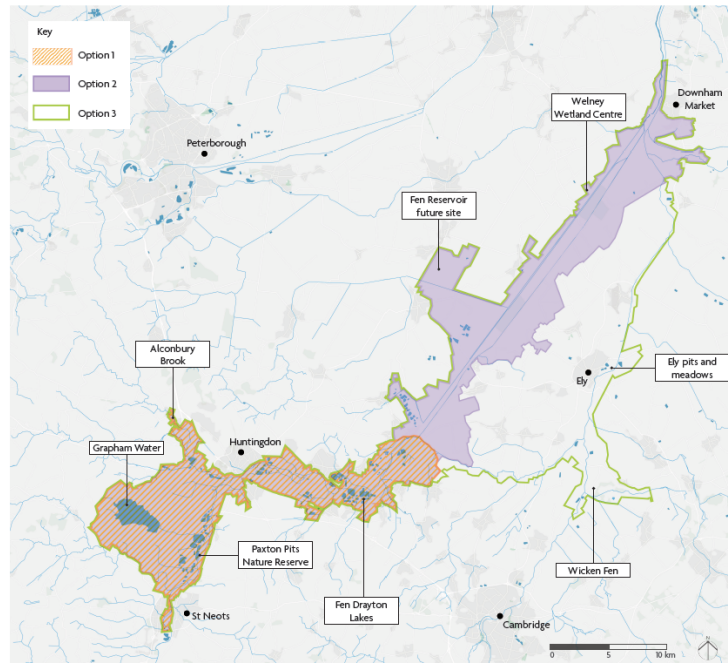 Key
Option 1
Option 2
Option 3
Downham
Market
Welney
Wetland Centre
Peterborough
Fen Reservoir
future site
Alconbury
Brook
Ely pits and
meadows
Ely
Grapham Water
Huntingdon
Paxton Pits
Nature Reserve
Wicken Fen
Fen Drayton
Lakes
St Neots
Cambridge
0 5 10 km